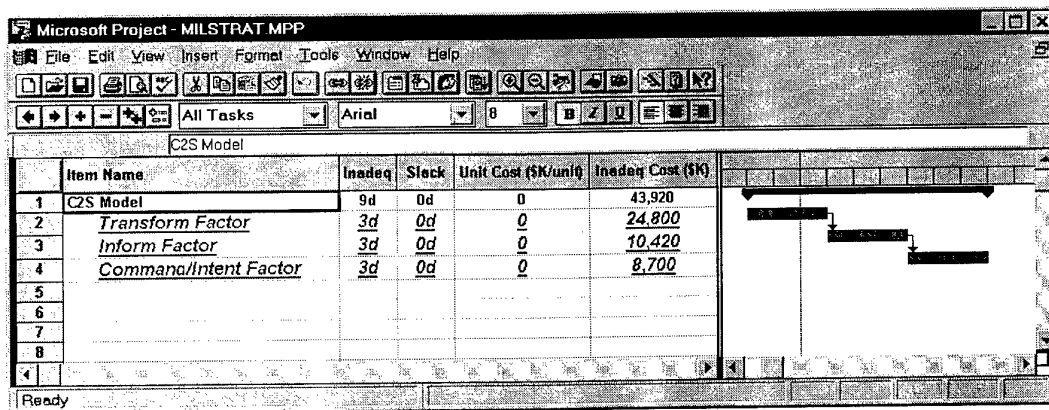 Microsoft Project - MILSTRAT.MPP
File Edit View Insert Format Tools Window Help
All Tasks Arial 8 B I U
C2S Model
Item Name Inadeq Slack Unit Cost ($K/unit) Inadeq Cost ($K)
1 C2S Model 9d 0d 0 43,920
2 Transform Factor 3d 0d 0 24,800
3 Inform Factor 3d 0d 0 10,420
4 Command/Intent Factor 3d 0d 0 8,700
5
6
7
8
Ready